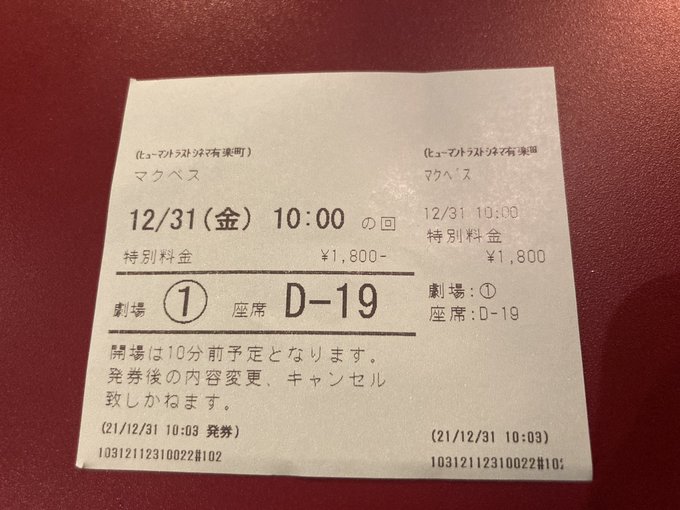 (ヒューマントラストシネマ有楽町)
マクベス
12/31(金) 10:00 の回
特別料金 ¥1,800-
劇場 ① 座席 D-19
開場は10分前予定となります。
発券後の内容変更、キャンセル
致しかねます。
(21/12/31 10:03 発券)
10312112310022#102
(ヒューマントラストシネマ有楽町
マクベス
12/31 10:00
特別料金
¥1,800
劇場:①
座席:D-19
(21/12/31 10:03)
10312112310022#102